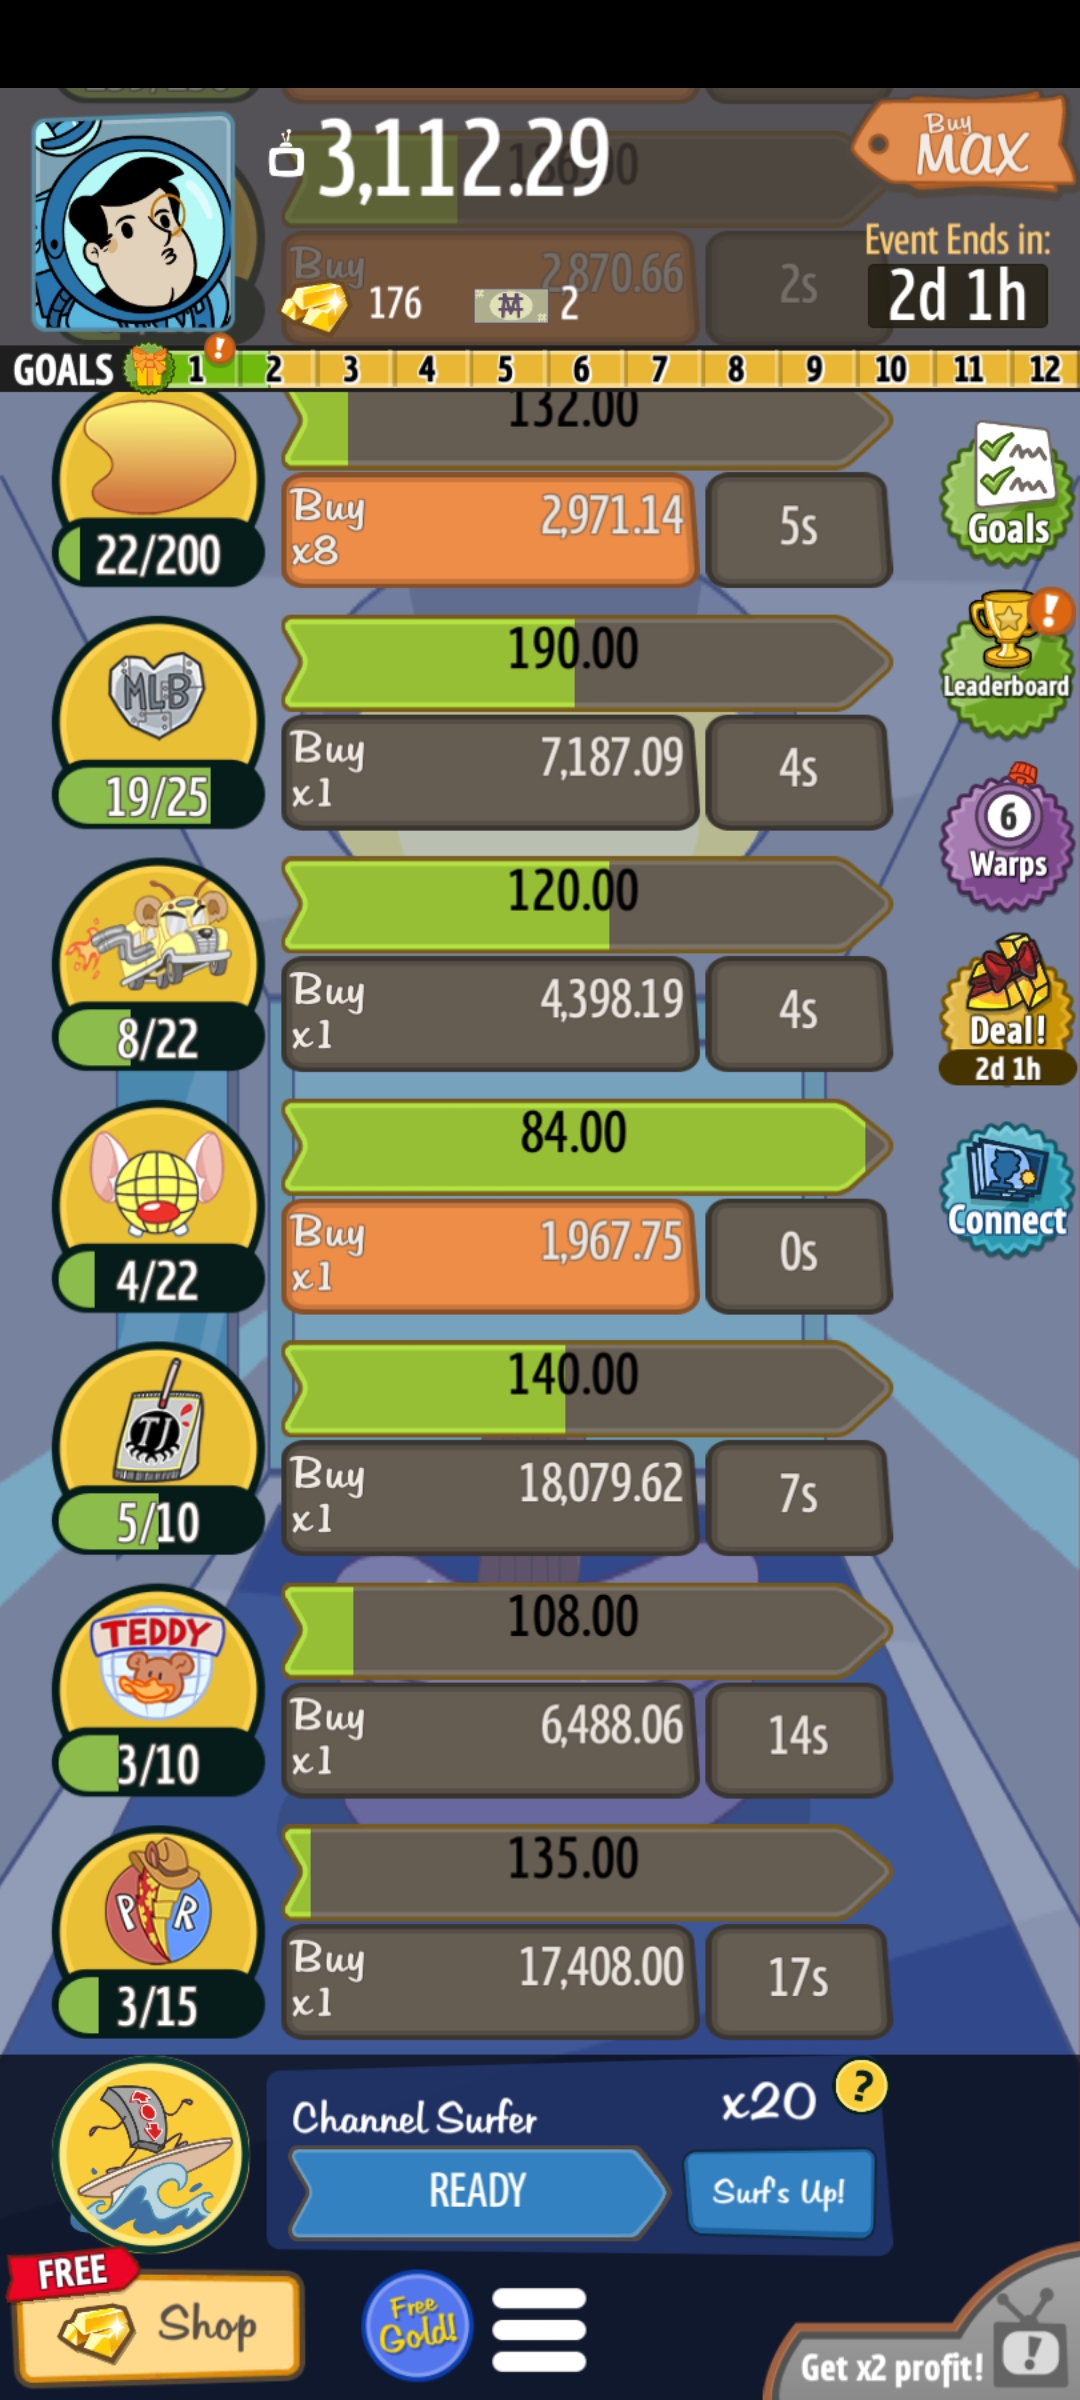 3,112.29
186.00
Buy
MAX
Buy
2,870.66
2s
Event Ends in:
2d 1h
176
2
GOALS
1
!
2
3
4
5
6
7
8
9
10
11
12
132.00
Buy
x8
2,971.14
5s
22/200
Goals
MLB
190.00
Buy
x1
7,187.09
4s
19/25
!
Leaderboard
120.00
Buy
x1
4,398.19
4s
8/22
6
Warps
Deal!
2d 1h
84.00
Buy
x1
1,967.75
0s
4/22
Connect
TJ
140.00
Buy
x1
18,079.62
7s
5/10
TEDDY
108.00
Buy
x1
6,488.06
14s
3/10
P R
135.00
Buy
x1
17,408.00
17s
3/15
Channel Surfer
x20
?
READY
Surf's Up!
FREE
Shop
Free
Gold!
Get x2 profit!
!